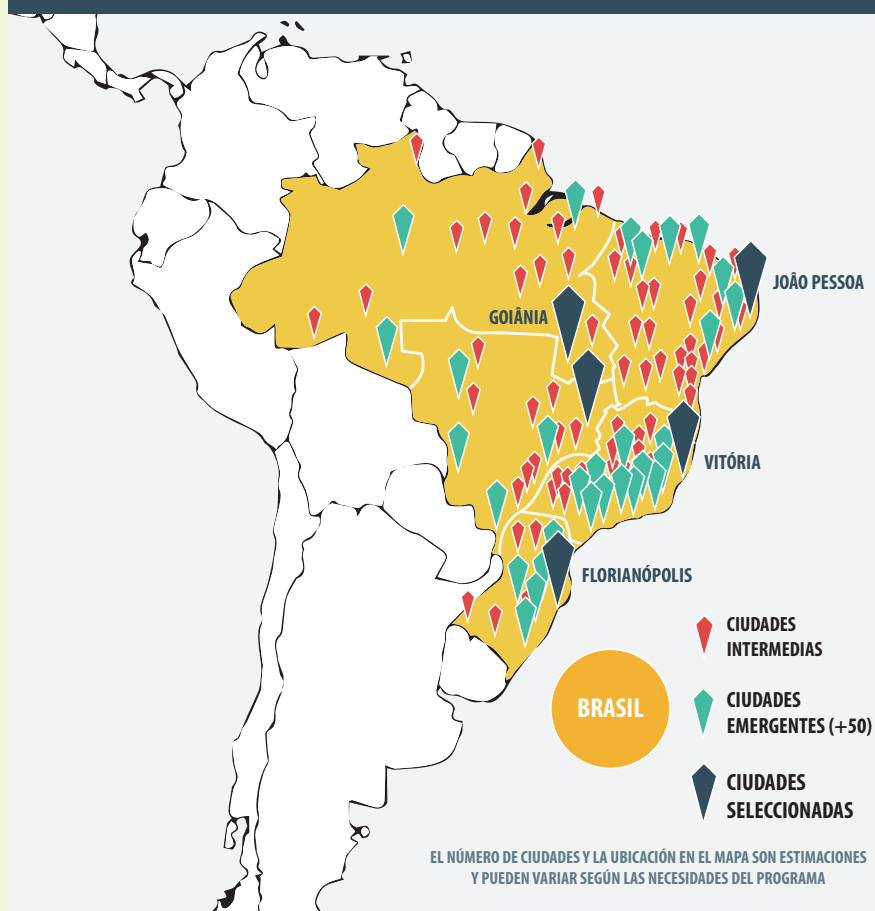 JOÂO PESSOA
GOIÂNIA
VITÓRIA
FLORIANÓPOLIS
CIUDADES
INTERMEDIAS
BRASIL
CIUDADES
EMERGENTES (+50)
CIUDADES
SELECCIONADAS
EL NÚMERO DE CIUDADES Y LA UBICACIÓN EN EL MAPA SON ESTIMACIONES
Y PUEDEN VARIAR SEGÚN LAS NECESIDADES DEL PROGRAMA